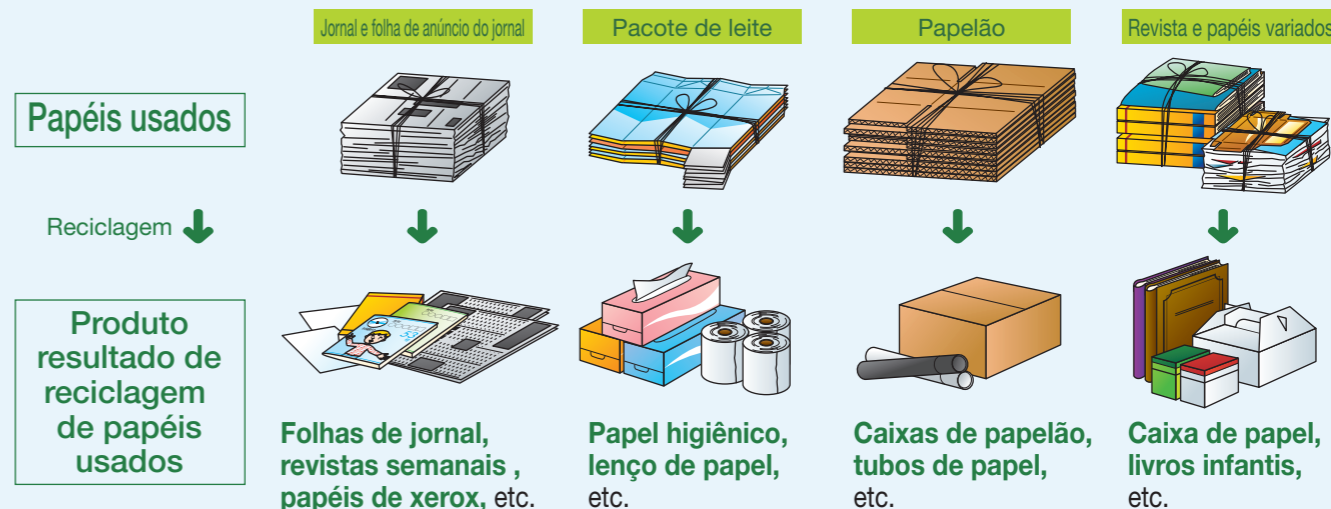 Jornal e folha de anúncio do jornal
Pacote de leite
Papelão
Revista e papéis variados
Papéis usados
Reciclagem
Produto
resultado de
reciclagem
de papéis
usados
Folhas de jornal,
revistas semanais ,
papéis de xerox, etc.
Papel higiênico,
lenço de papel,
etc.
Caixas de papelão,
tubos de papel,
etc.
Caixa de papel,
livros infantis,
etc.